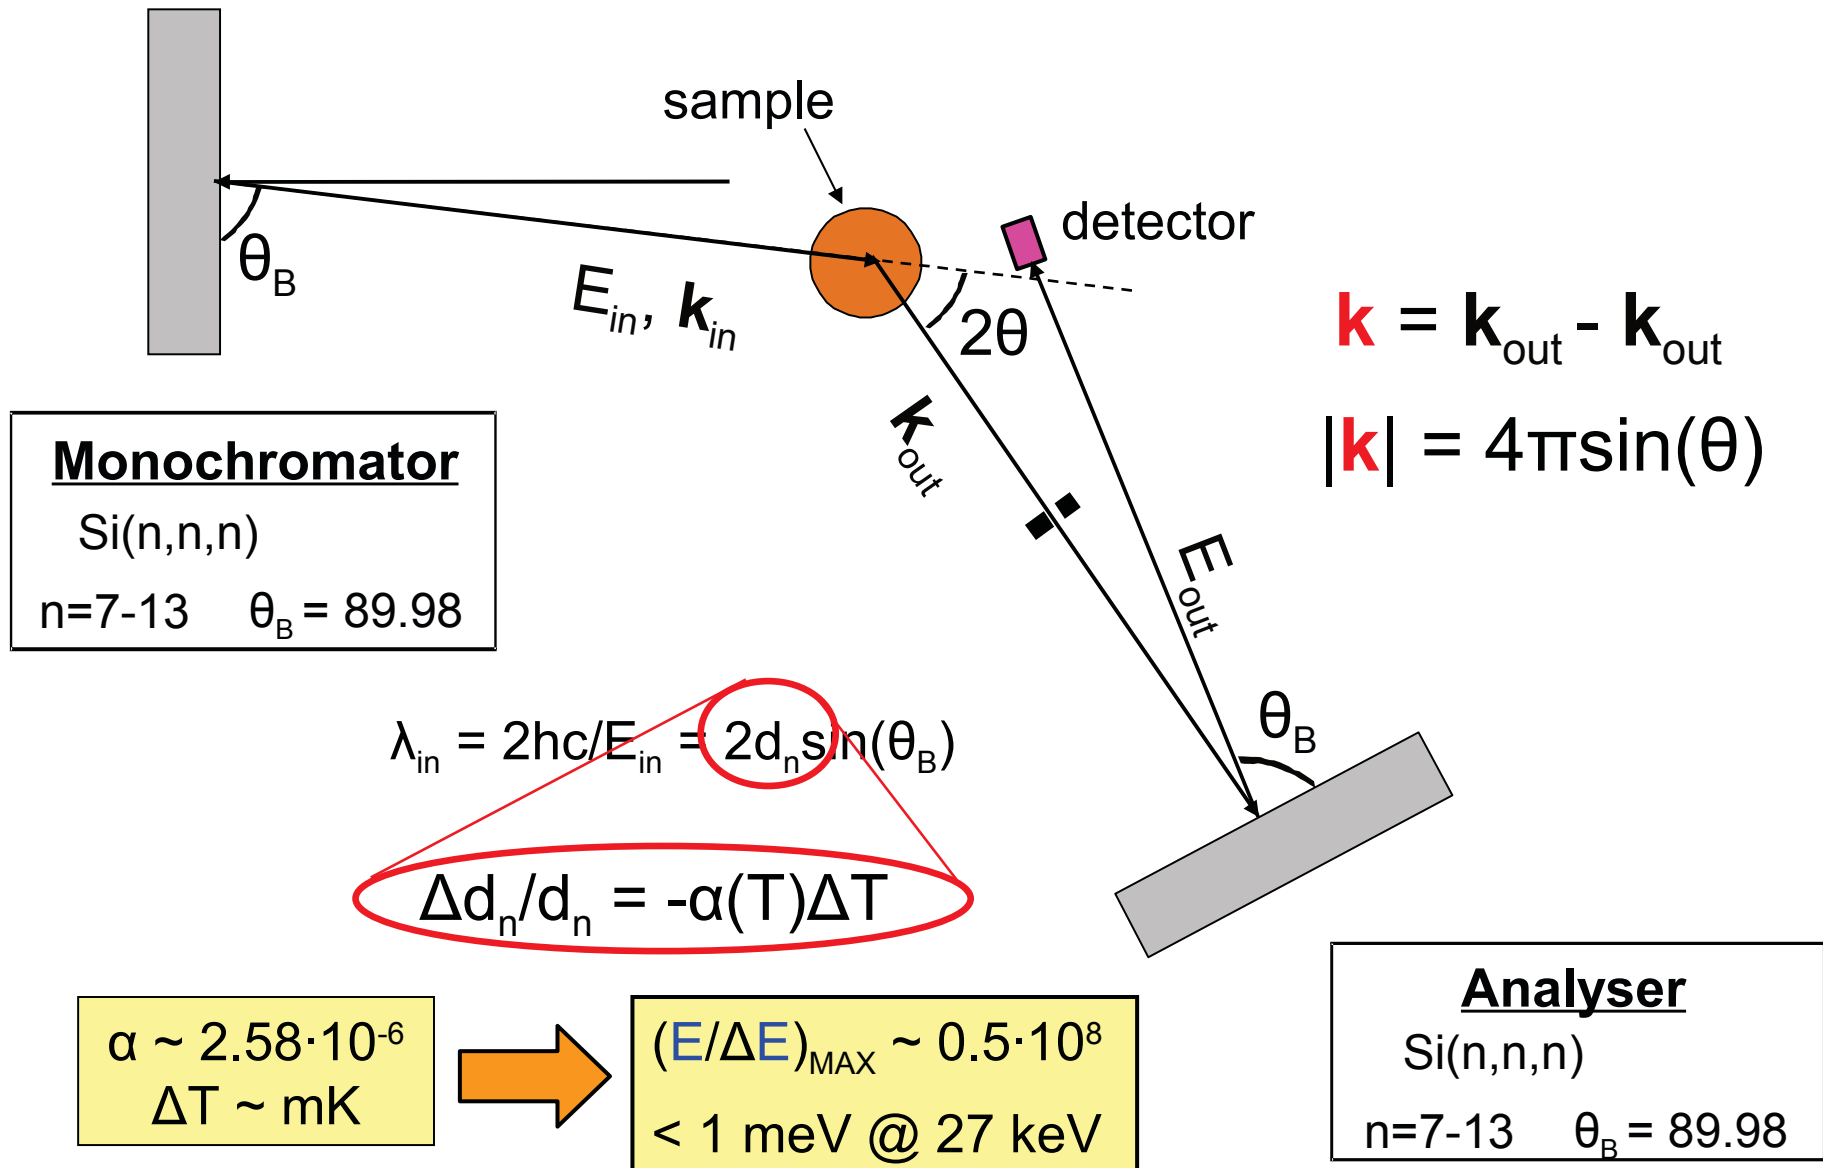 sample
detector
θB
Ein, kin
2θ
k = kout - kout
|k| = 4πsin(θ)
kout
Eout
θB
Monochromator
Si(n,n,n)
n=7-13 θB = 89.98
λin = 2hc/Ein = 2dnsin(θB)
Δdn/dn = -α(T)ΔT
α ~ 2.58·10-6
ΔT ~ mK
(E/ΔE)MAX ~ 0.5·108
< 1 meV @ 27 keV
Analyser
Si(n,n,n)
n=7-13 θB = 89.98